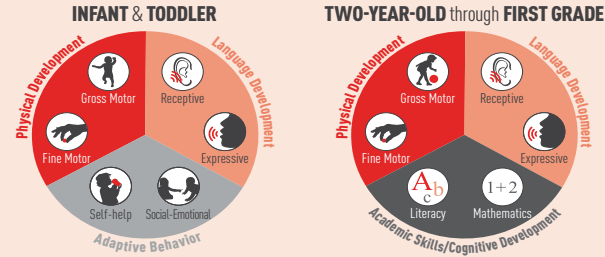 INFANT & TODDLER
Physical Development
Language Development
Gross Motor
Receptive
Fine Motor
Expressive
Self-help
Social-Emotional
Adaptive Behavior
TWO-YEAR-OLD through FIRST GRADE
Physical Development
Language Development
Gross Motor
Receptive
Fine Motor
Expressive
A b c
1+2
Literacy
Mathematics
Academic Skills/Cognitive Development